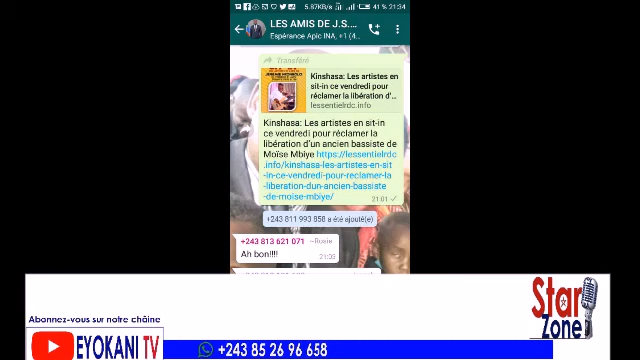 5.87KB/s 41 % 21:34
LES AMIS DE J.S....
Espérance Apic INA, +1 (4...
Transféré
Kinshasa: Les artistes en
sit-in ce vendredi pour
réclamer la libération d'...
lessentielrdc.info
Kinshasa: Les artistes en sit-in
ce vendredi pour réclamer la
libération d'un ancien bassiste de
Moïse Mbiye https://lessentielrdc
.info/kinshasa-les-artistes-en-sit
-in-ce-vendredi-pour-reclamer-la
-liberation-dun-ancien-bassiste
-de-moise-mbiye/
21:01
+243 811 993 858 a été ajouté(e)
+243 813 621 071 ~Rosie
Ah bon!!!!
21:03
Star
Zone
Abonnez-vous sur notre châine
EYOKANI TV
+243 85 26 96 658